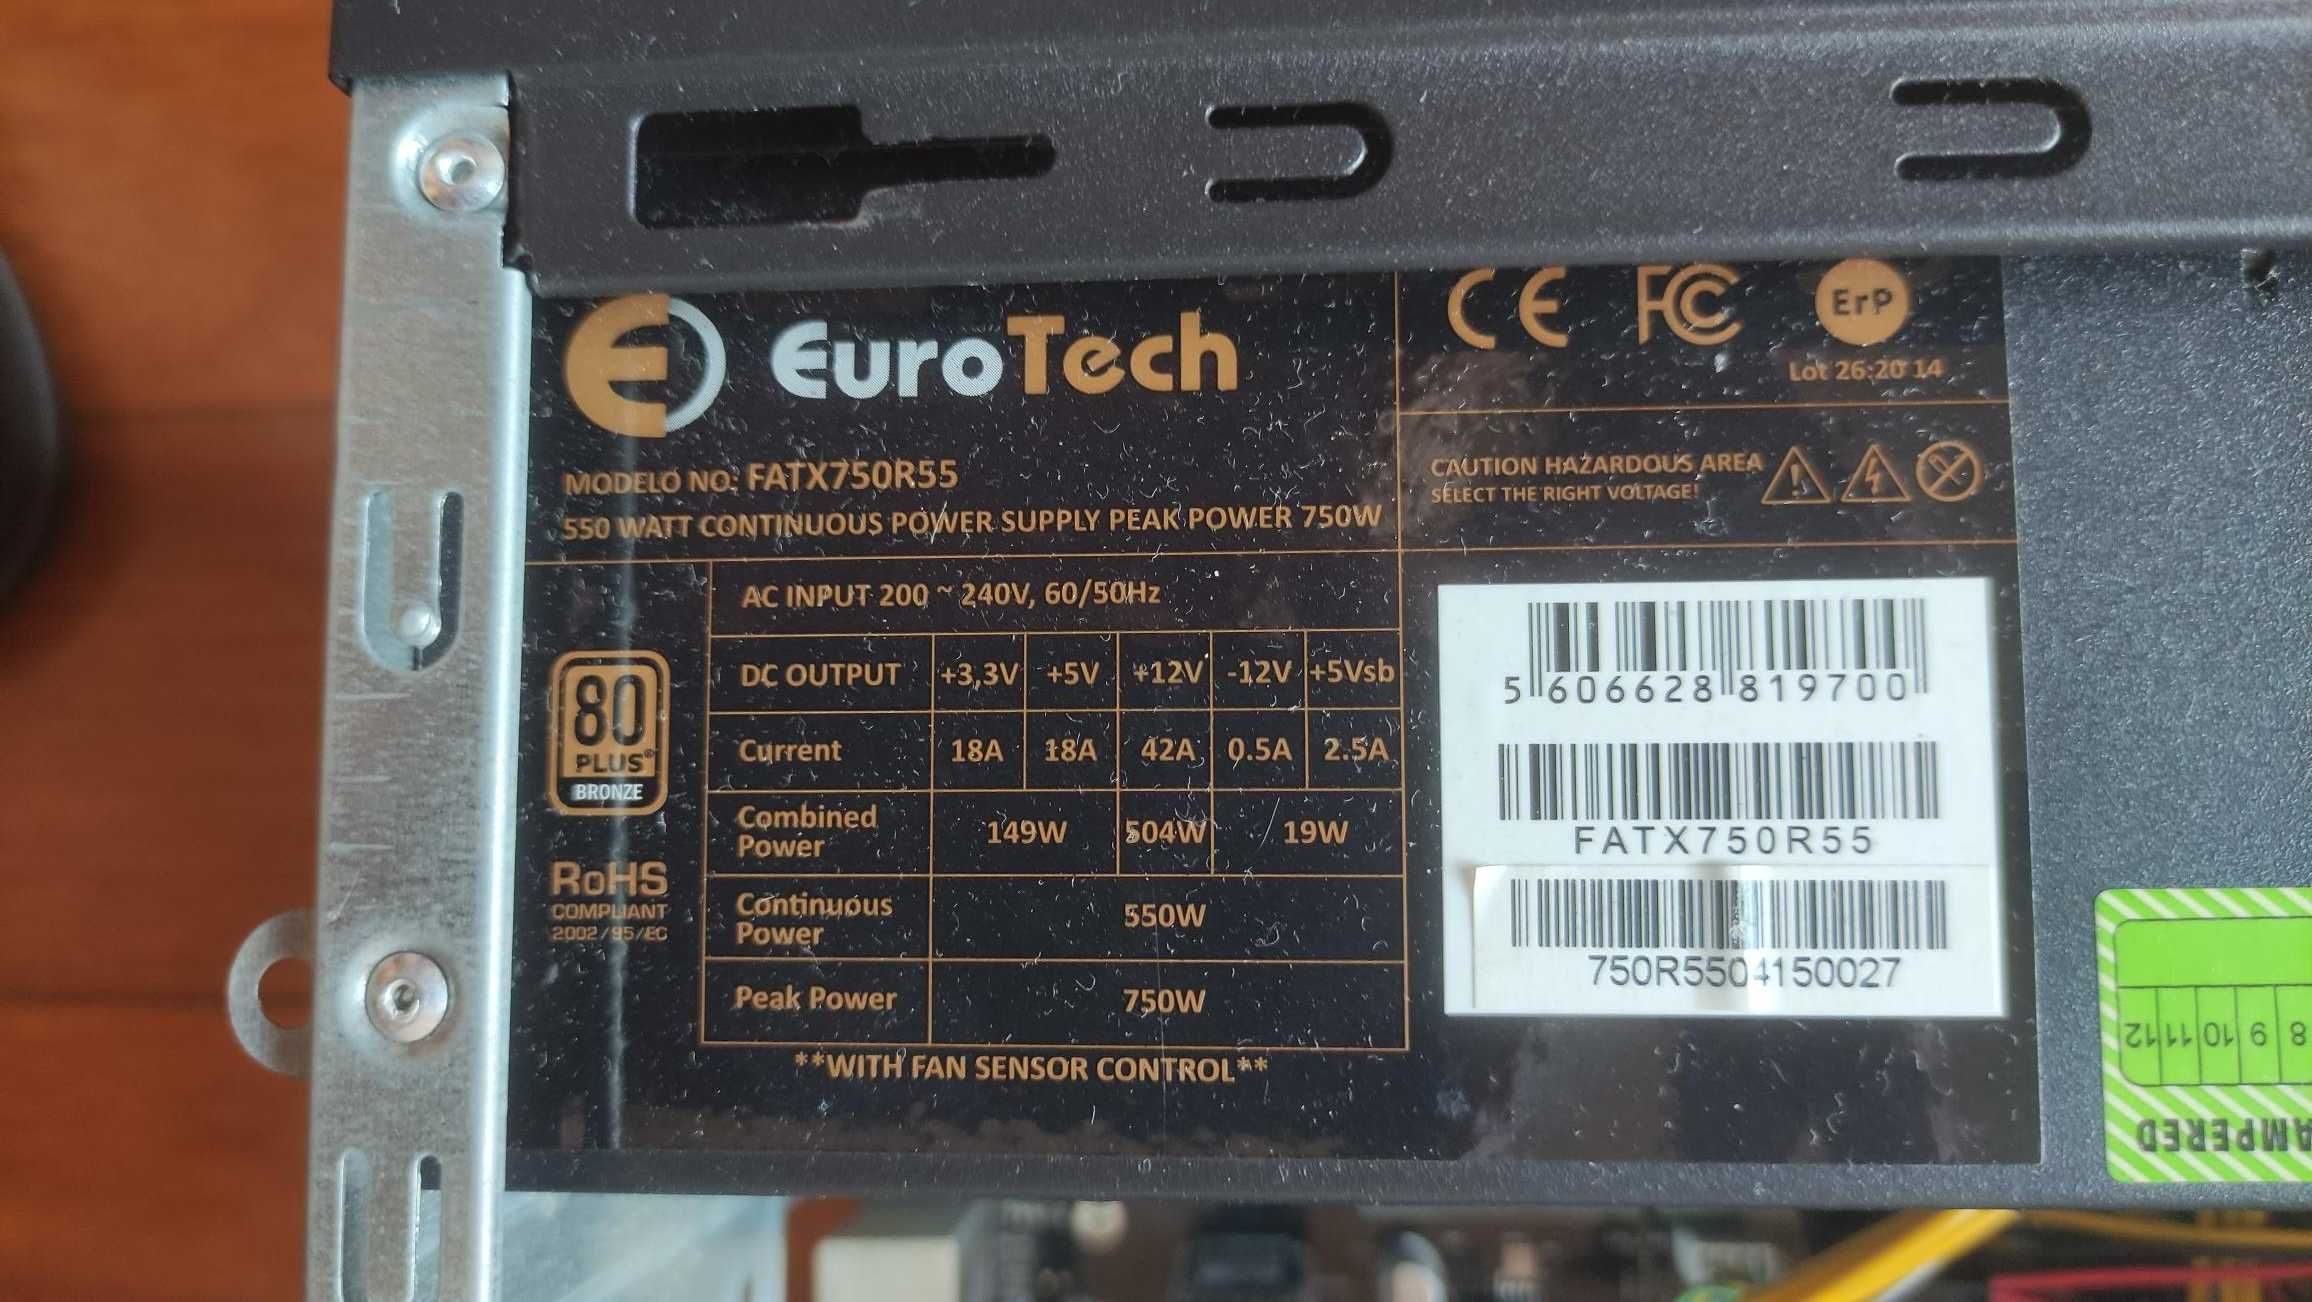 EuroTech
MODELO NO: FATX750R55
550 WATT CONTINUOUS POWER SUPPLY PEAK POWER 750W
CE FC ErP
Lot 26:20 14
CAUTION HAZARDOUS AREA
SELECT THE RIGHT VOLTAGE!
80
PLUS®
BRONZE
RoHS
COMPLIANT
2002/95/EC
AC INPUT 200 ~ 240V, 60/50Hz
DC OUTPUT +3,3V +5V +12V -12V +5Vsb
Current 18A 18A 42A 0.5A 2.5A
Combined
Power 149W 504W 19W
Continuous
Power 550W
Peak Power 750W
**WITH FAN SENSOR CONTROL**
5 606628 819700
FATX750R55
750R5504150027
8 9 10 11 12
AMPERED